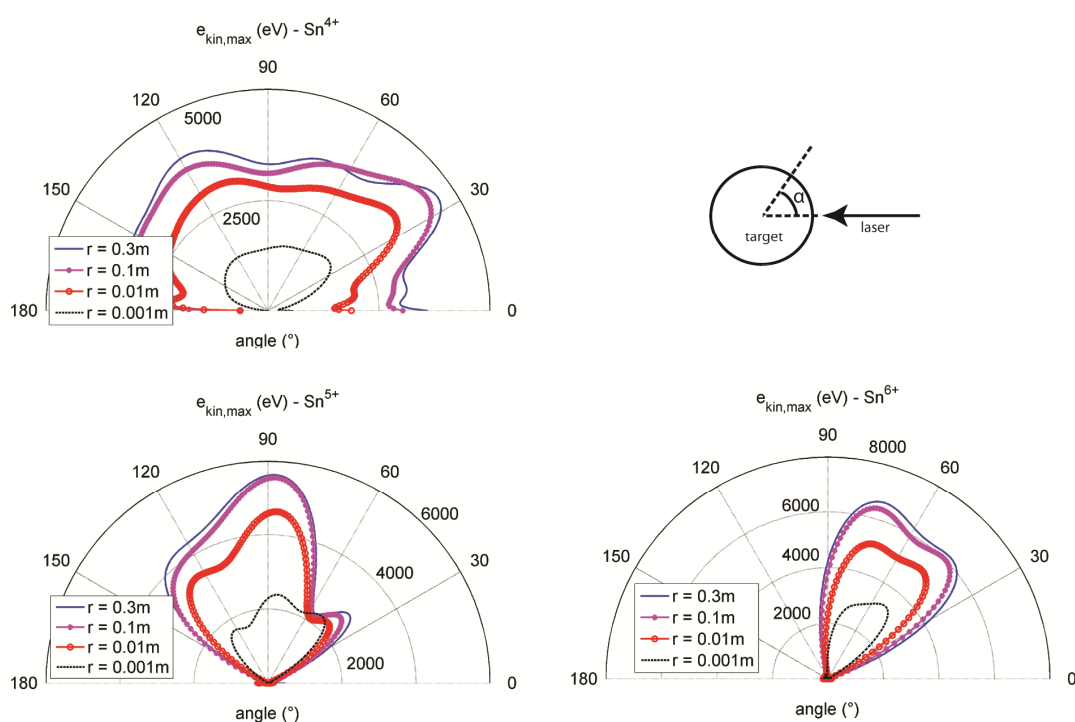 e_kin,max (eV) - Sn^4+
90
120
60
5000
150
30
2500
r = 0.3m
r = 0.1m
r = 0.01m
r = 0.001m
180
0
angle (°)
α
target
laser
e_kin,max (eV) - Sn^5+
90
120
60
6000
150
30
4000
r = 0.3m
r = 0.1m
r = 0.01m
r = 0.001m
2000
180
0
angle (°)
e_kin,max (eV) - Sn^6+
90
8000
120
60
6000
150
30
4000
2000
r = 0.3m
r = 0.1m
r = 0.01m
r = 0.001m
180
0
angle (°)